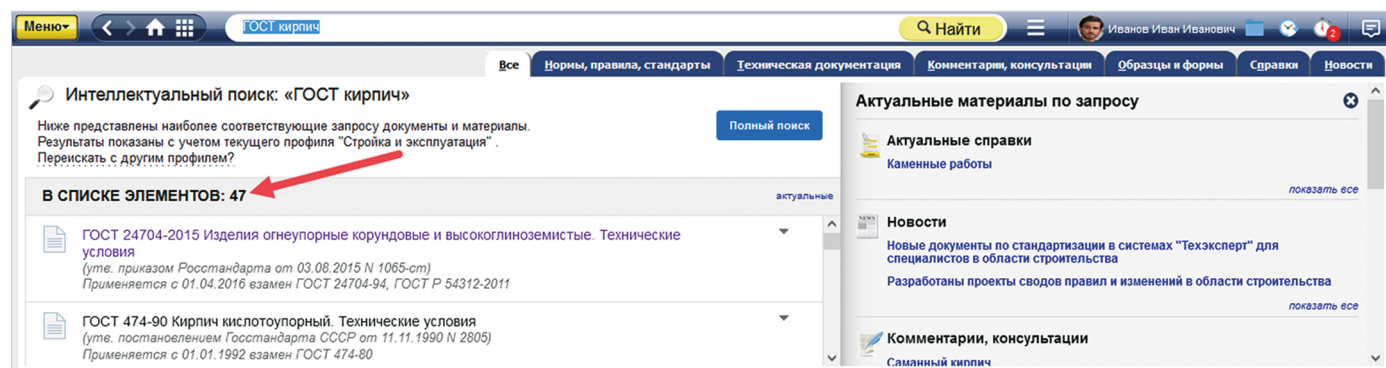 Меню
ГОСТ кирпич
Найти
Иванов Иван Иванович
2
Все
Нормы, правила, стандарты
Техническая документация
Комментарии, консультации
Образцы и формы
Справки
Новости
Интеллектуальный поиск: «ГОСТ кирпич»
Ниже представлены наиболее соответствующие запросу документы и материалы.
Результаты показаны с учетом текущего профиля "Стройка и эксплуатация" .
Переискать с другим профилем?
Полный поиск
В СПИСКЕ ЭЛЕМЕНТОВ: 47
актуальные
ГОСТ 24704-2015 Изделия огнеупорные корундовые и высокоглиноземистые. Технические
условия
(утв. приказом Росстандарта от 03.08.2015 N 1065-ст)
Применяется с 01.04.2016 взамен ГОСТ 24704-94, ГОСТ Р 54312-2011
ГОСТ 474-90 Кирпич кислотоупорный. Технические условия
(утв. постановлением Госстандарта СССР от 11.11.1990 N 2805)
Применяется с 01.01.1992 взамен ГОСТ 474-80
Актуальные материалы по запросу
Актуальные справки
Каменные работы
показать все
NEWS
Новости
Новые документы по стандартизации в системах "Техэксперт" для
специалистов в области строительства
Разработаны проекты сводов правил и изменений в области строительства
показать все
Комментарии, консультации
Саманный кирпич